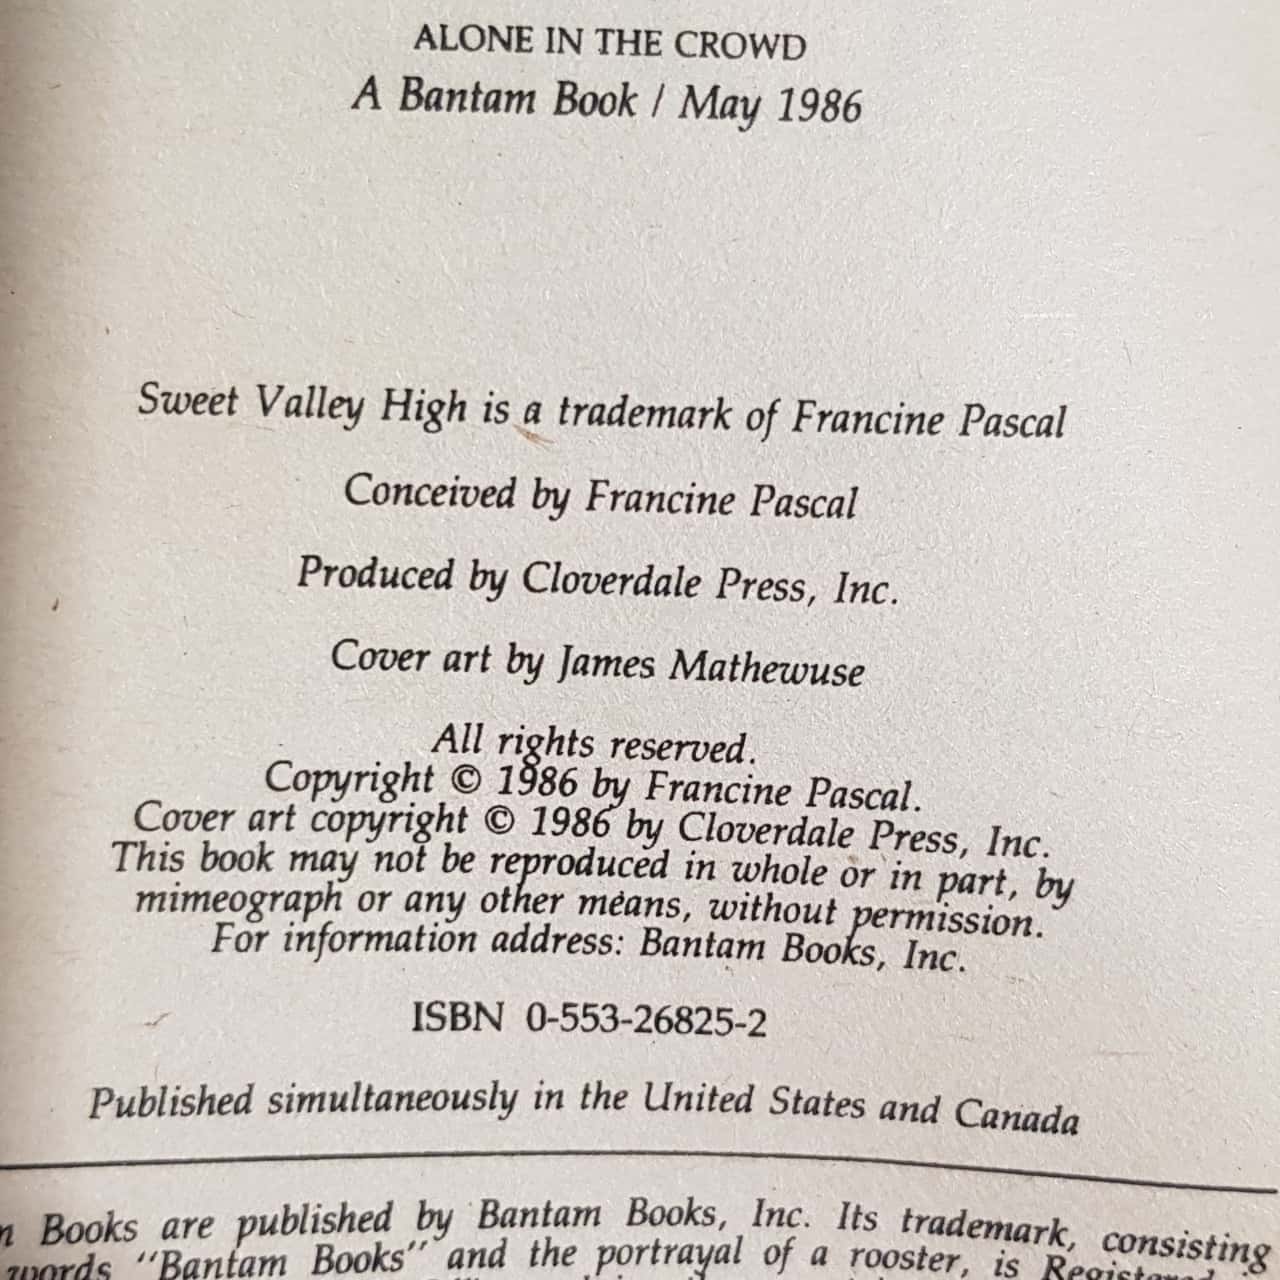 ALONE IN THE CROWD
A Bantam Book / May 1986
Sweet Valley High is a trademark of Francine Pascal
Conceived by Francine Pascal
Produced by Cloverdale Press, Inc.
Cover art by James Mathewuse
All rights reserved.
Copyright © 1986 by Francine Pascal.
Cover art copyright © 1986 by Cloverdale Press, Inc.
This book may not be reproduced in whole or in part, by
mimeograph or any other means, without permission.
For information address: Bantam Books, Inc.
ISBN 0-553-26825-2
Published simultaneously in the United States and Canada
Books are published by Bantam Books, Inc. Its trademark, consisting
words "Bantam Books" and the portrayal of a rooster, is